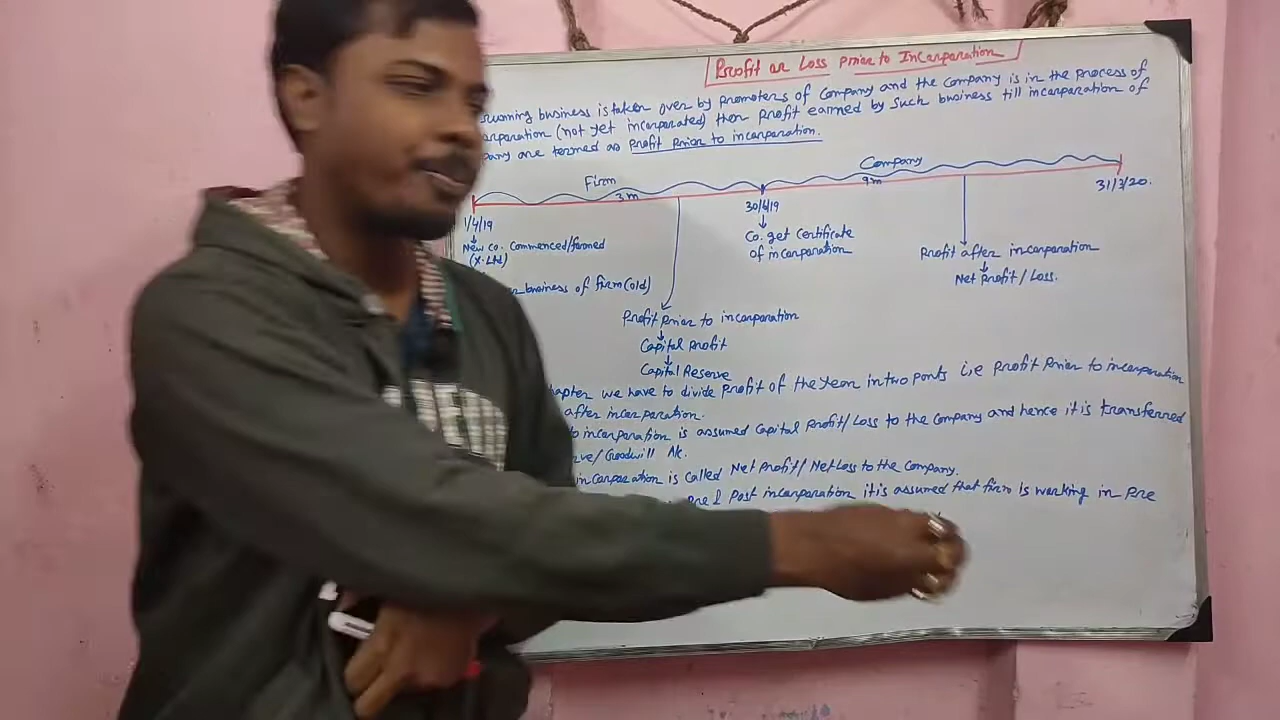 Profit or Loss prior to Incorporation
running business is taken over by promoters of company and the company is in the process of
(not yet incorporated) then profit earned by such business till incorporation of
are termed as profit prior to incorporation.
Firm
Company
3m
9m
1/4/19
30/6/19
31/3/20.
New co. commenced/formed
(X. Ltd)
Co. get certificate
of incorporation
Profit after incorporation
Net profit / Loss.
business of firm (old)
Profit prior to incorporation
Capital profit
Capital Reserve
we have to divide profit of the year in two parts i,e profit prior to incorporation
after incorporation.
to incorporation is assumed Capital profit/Loss to the company and hence it is transferred
/Goodwill A/c.
incorporation is called Net profit/Net Loss to the company.
pre & post incorporation it is assumed that firm is working in pre